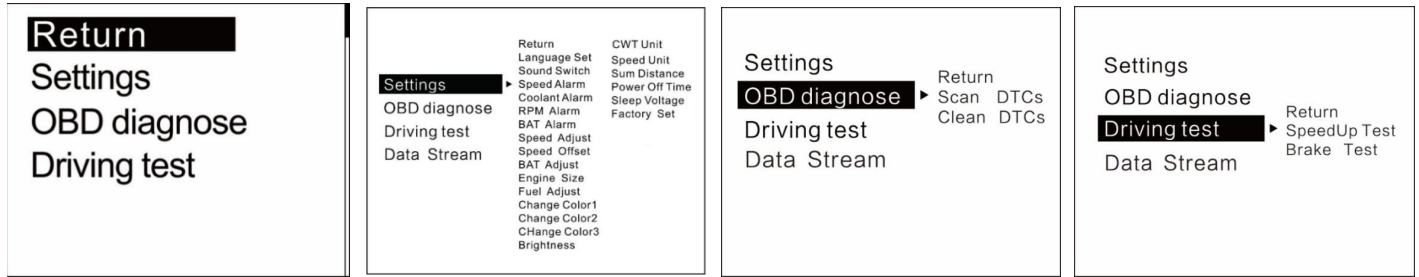 Return
Settings
OBD diagnose
Driving test
Settings
OBD diagnose
Driving test
Data Stream
Return
Language Set
Sound Switch
Speed Alarm
Coolant Alarm
RPM Alarm
BAT Alarm
Speed Adjust
Speed Offset
BAT Adjust
Engine Size
Fuel Adjust
Change Color1
Change Color2
CHange Color3
Brightness
CWT Unit
Speed Unit
Sum Distance
Power Off Time
Sleep Voltage
Factory Set
Settings
OBD diagnose
Driving test
Data Stream
Return
Scan DTCs
Clean DTCs
Settings
OBD diagnose
Driving test
Data Stream
Return
SpeedUp Test
Brake Test